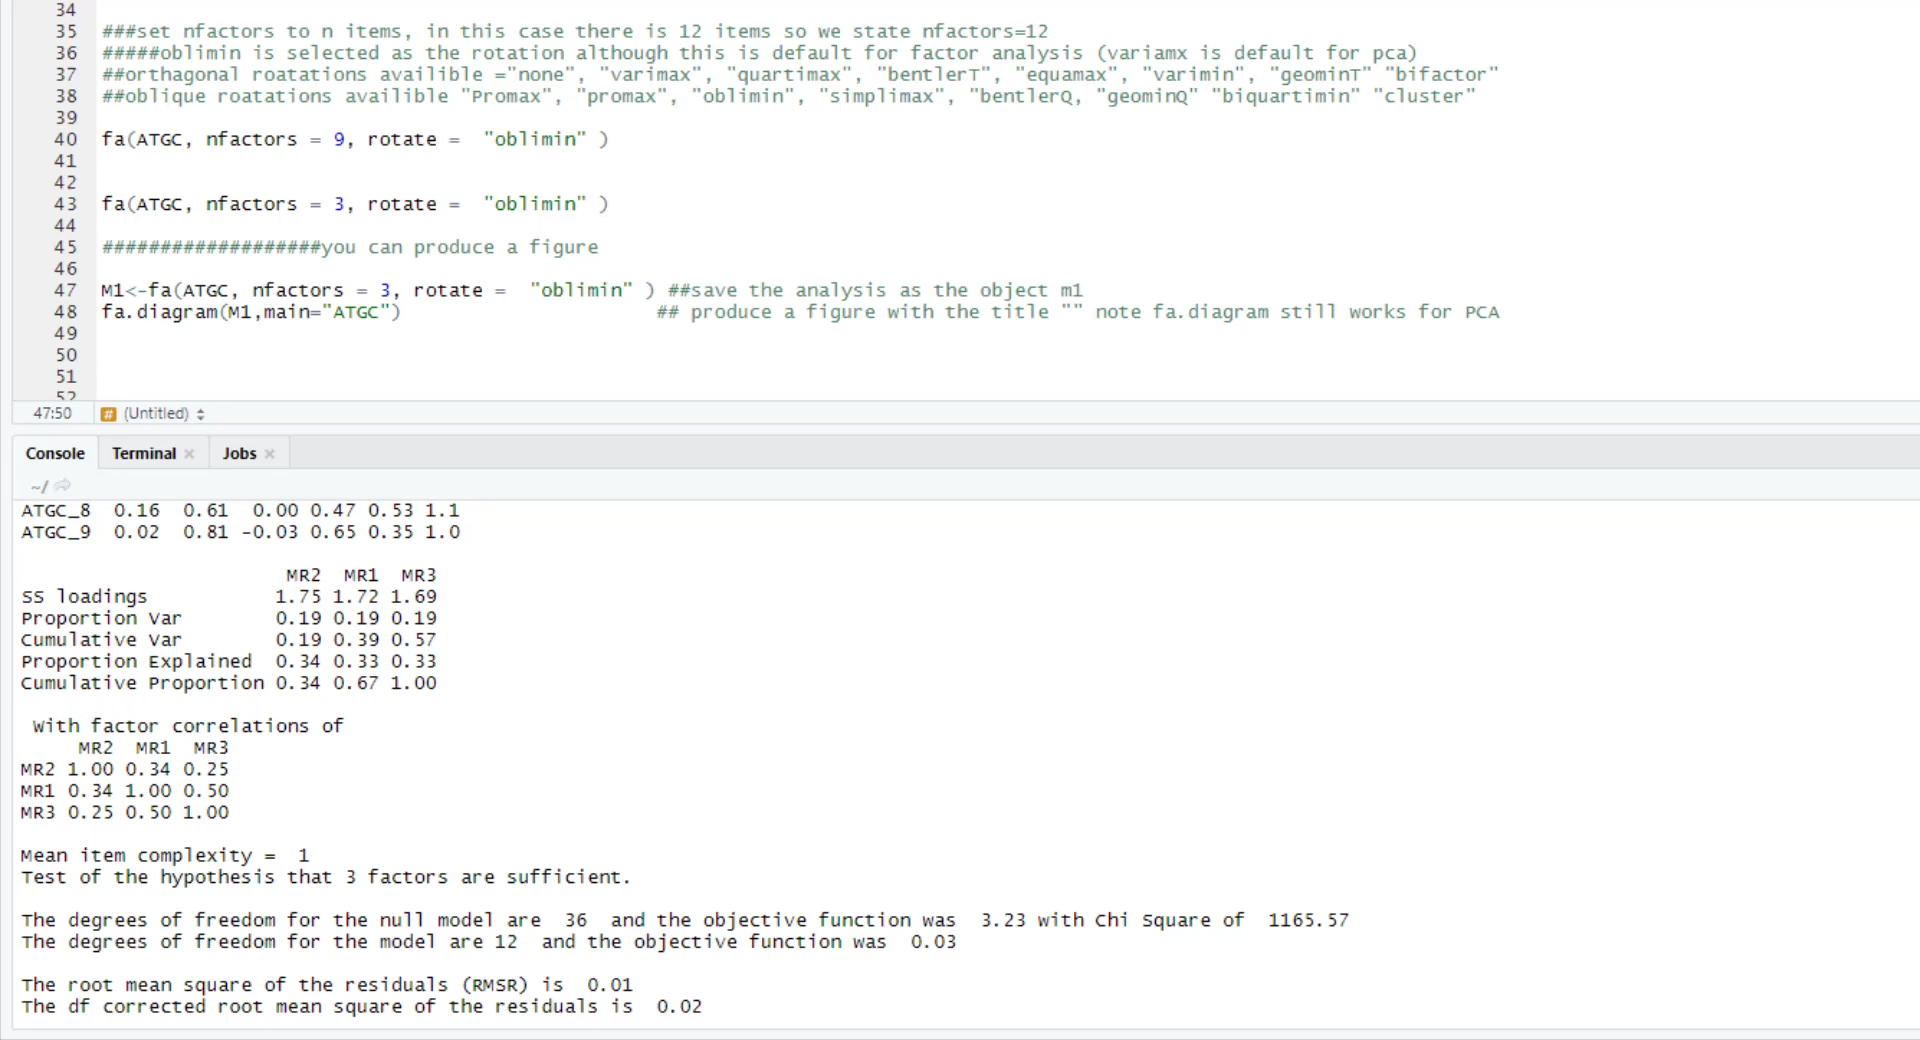 34
35 ###set nfactors to n items, in this case there is 12 items so we state nfactors=12
36 #####oblimin is selected as the rotation although this is default for factor analysis (variamx is default for pca)
37 ##orthagonal roatations availible ="none", "varimax", "quartimax", "bentlerT", "equamax", "varimin", "geominT" "bifactor"
38 ##oblique roatations availible "Promax", "promax", "oblimin", "simplimax", "bentlerQ, "geominQ" "biquartimin" "cluster"
39
40 fa(ATGC, nfactors = 9, rotate =  "oblimin" )
41
42
43 fa(ATGC, nfactors = 3, rotate =  "oblimin" )
44
45 ###################you can produce a figure
46
47 M1<-fa(ATGC, nfactors = 3, rotate =  "oblimin" ) ##save the analysis as the object m1
48 fa.diagram(M1,main="ATGC")                      ## produce a figure with the title "" note fa.diagram still works for PCA
49
50
51
52
47:50 # (Untitled)
Console Terminal × Jobs ×
~/
ATGC_8  0.16  0.61  0.00 0.47 0.53 1.1
ATGC_9  0.02  0.81 -0.03 0.65 0.35 1.0
MR2  MR1  MR3
SS loadings           1.75 1.72 1.69
Proportion Var        0.19 0.19 0.19
Cumulative Var        0.19 0.39 0.57
Proportion Explained  0.34 0.33 0.33
Cumulative Proportion 0.34 0.67 1.00
With factor correlations of
MR2  MR1  MR3
MR2 1.00 0.34 0.25
MR1 0.34 1.00 0.50
MR3 0.25 0.50 1.00
Mean item complexity =  1
Test of the hypothesis that 3 factors are sufficient.
The degrees of freedom for the null model are  36  and the objective function was  3.23 with Chi Square of  1165.57
The degrees of freedom for the model are 12  and the objective function was  0.03
The root mean square of the residuals (RMSR) is  0.01
The df corrected root mean square of the residuals is  0.02